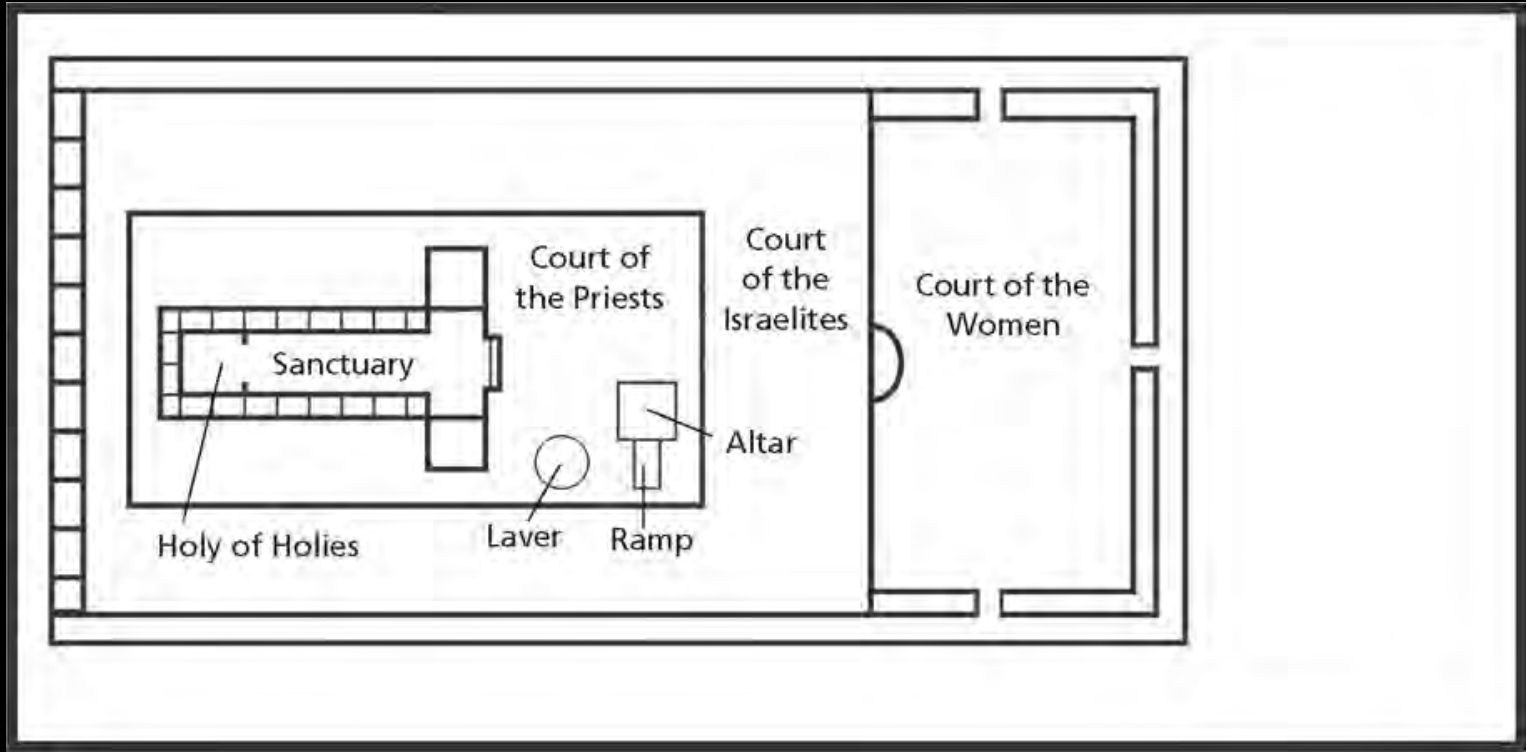 Court of
the Priests
Court
of the
Israelites
Court of the
Women
Sanctuary
Altar
Holy of Holies
Laver
Ramp